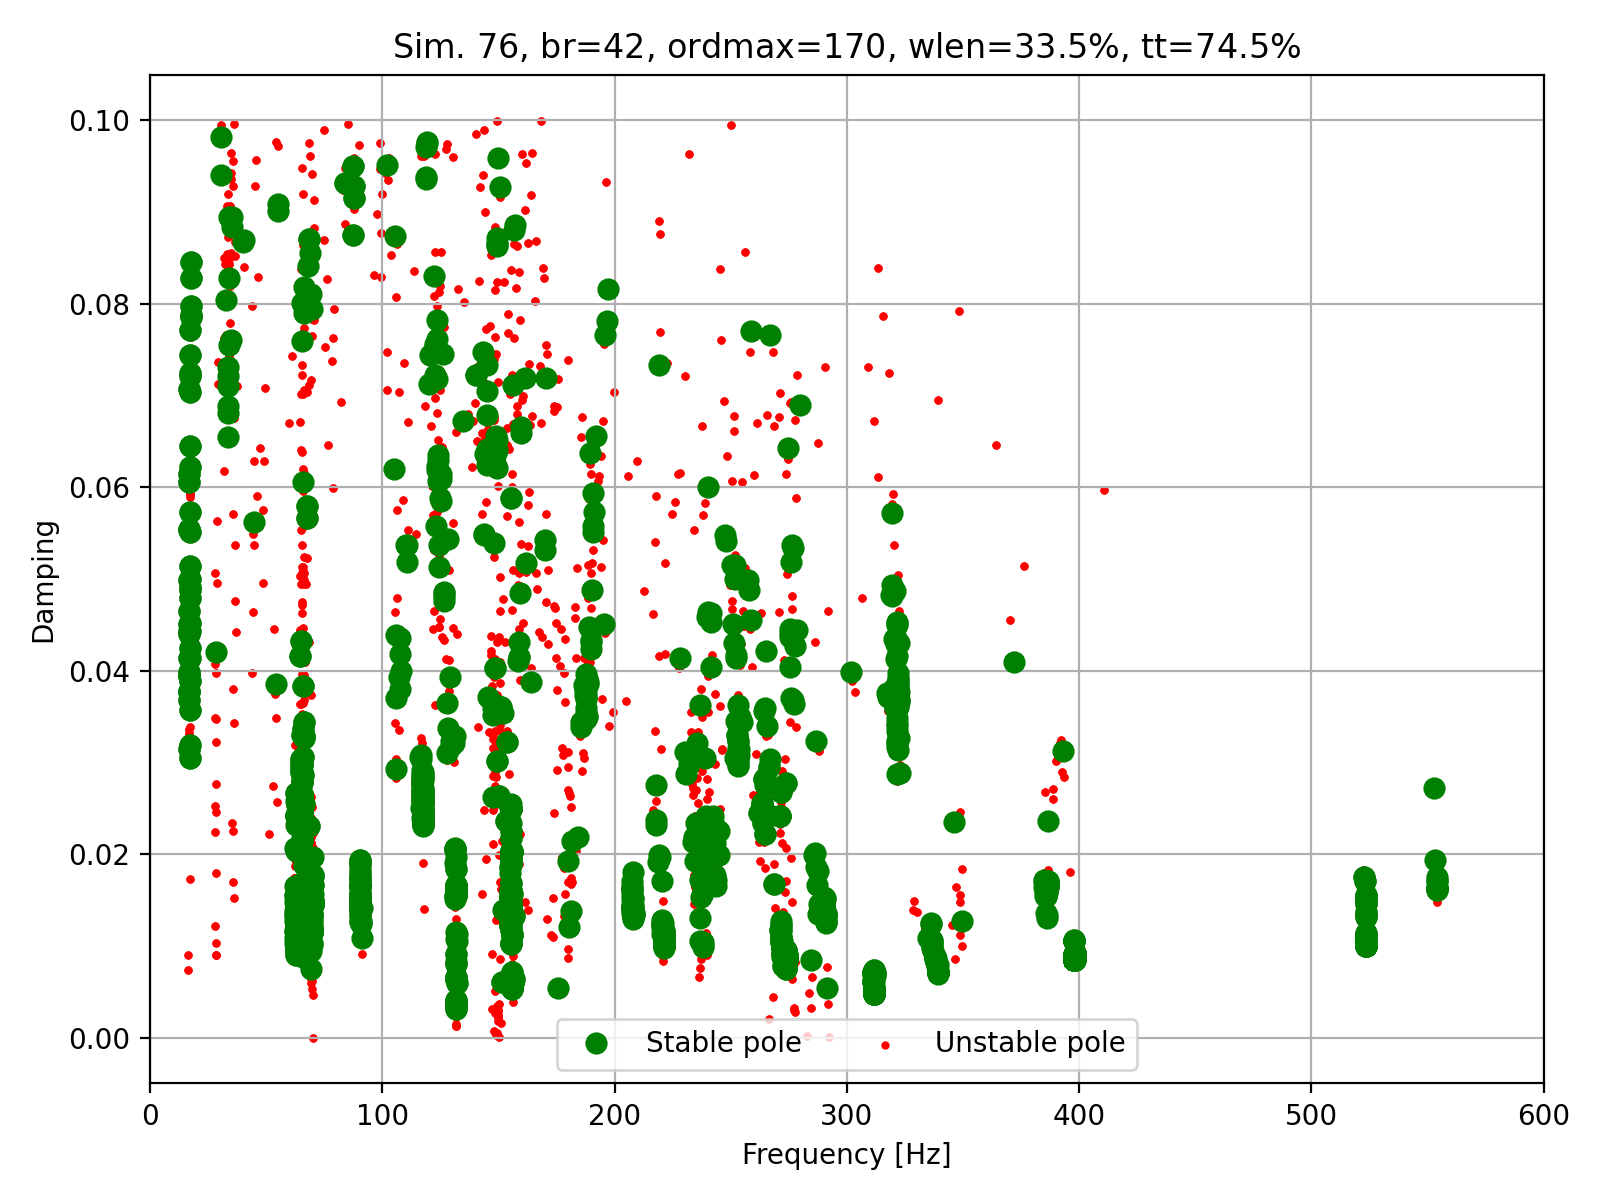 Sim. 76, br=42, ordmax=170, wlen=33.5%, tt=74.5%
0.10
0.08
0.06
0.04
0.02
0.00
Damping
Stable pole
Unstable pole
0 100 200 300 400 500 600
Frequency [Hz]